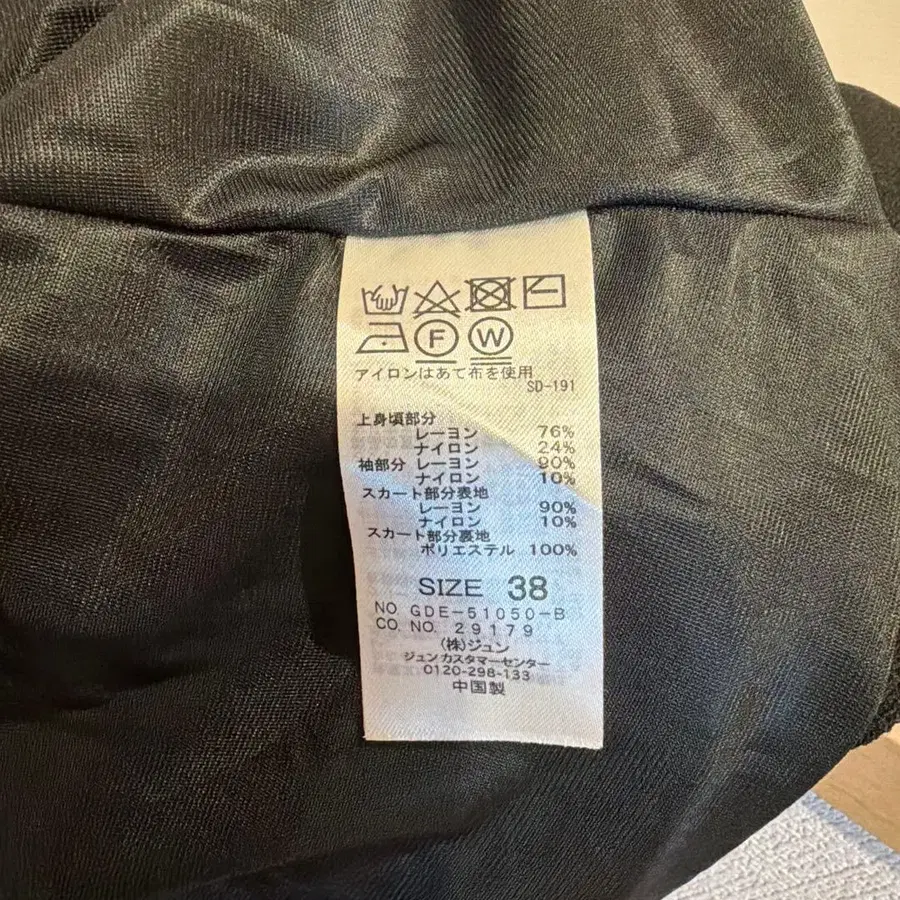 F W
アイロンはあて布を使用
SD-191
上身頃部分
レーヨン 76%
ナイロン 24%
袖部分 レーヨン 90%
ナイロン 10%
スカート部分表地
レーヨン 90%
ナイロン 10%
スカート部分裏地
ポリエステル 100%
SIZE 38
NO. GDE-51050-B
CO. NO. 29179
(株)ジュン
ジュンカスタマーセンター
0120-298-133
中国製